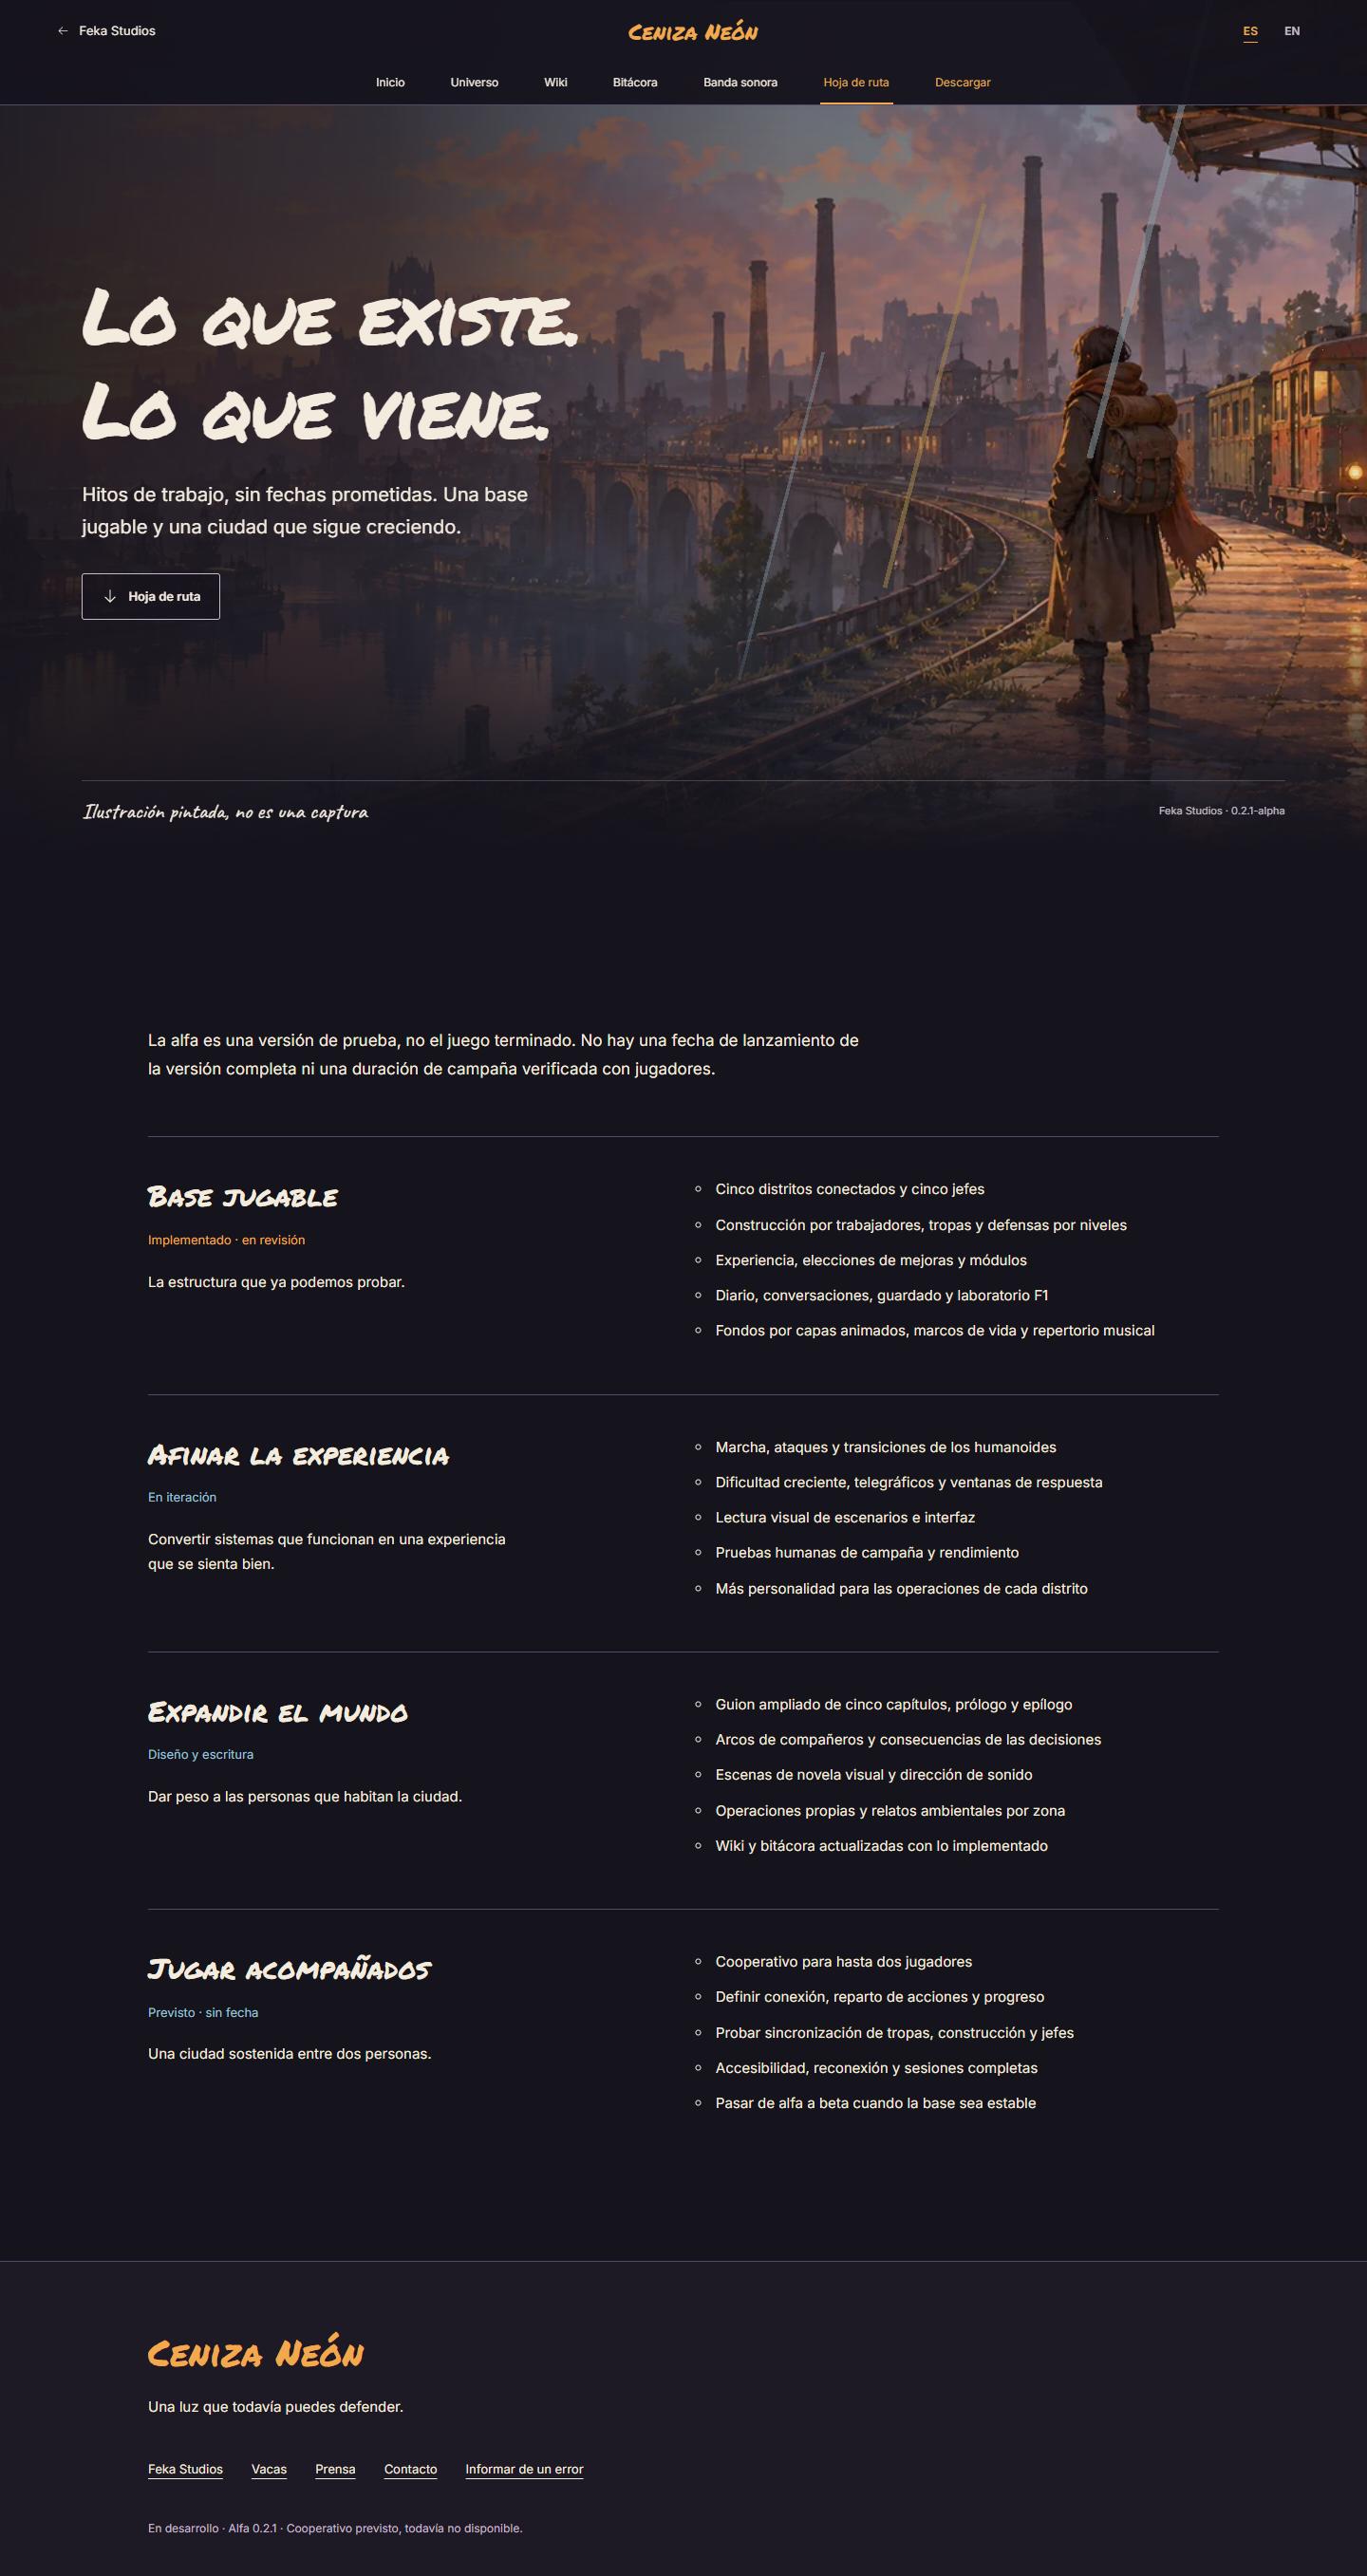 ← Feka Studios
Ceniza Neón
ES EN
Inicio Universo Wiki Bitácora Banda sonora Hoja de ruta Descargar
Lo que existe.
Lo que viene.
Hitos de trabajo, sin fechas prometidas. Una base
jugable y una ciudad que sigue creciendo.
↓ Hoja de ruta
Ilustración pintada, no es una captura
Feka Studios · 0.2.1-alpha
La alfa es una versión de prueba, no el juego terminado. No hay una fecha de lanzamiento de
la versión completa ni una duración de campaña verificada con jugadores.
Base jugable
Implementado · en revisión
La estructura que ya podemos probar.
Cinco distritos conectados y cinco jefes
Construcción por trabajadores, tropas y defensas por niveles
Experiencia, elecciones de mejoras y módulos
Diario, conversaciones, guardado y laboratorio F1
Fondos por capas animados, marcos de vida y repertorio musical
Afinar la experiencia
En iteración
Convertir sistemas que funcionan en una experiencia
que se sienta bien.
Marcha, ataques y transiciones de los humanoides
Dificultad creciente, telegráficos y ventanas de respuesta
Lectura visual de escenarios e interfaz
Pruebas humanas de campaña y rendimiento
Más personalidad para las operaciones de cada distrito
Expandir el mundo
Diseño y escritura
Dar peso a las personas que habitan la ciudad.
Guion ampliado de cinco capítulos, prólogo y epílogo
Arcos de compañeros y consecuencias de las decisiones
Escenas de novela visual y dirección de sonido
Operaciones propias y relatos ambientales por zona
Wiki y bitácora actualizadas con lo implementado
Jugar acompañados
Previsto · sin fecha
Una ciudad sostenida entre dos personas.
Cooperativo para hasta dos jugadores
Definir conexión, reparto de acciones y progreso
Probar sincronización de tropas, construcción y jefes
Accesibilidad, reconexión y sesiones completas
Pasar de alfa a beta cuando la base sea estable
Ceniza Neón
Una luz que todavía puedes defender.
Feka Studios Vacas Prensa Contacto Informar de un error
En desarrollo · Alfa 0.2.1 · Cooperativo previsto, todavía no disponible.